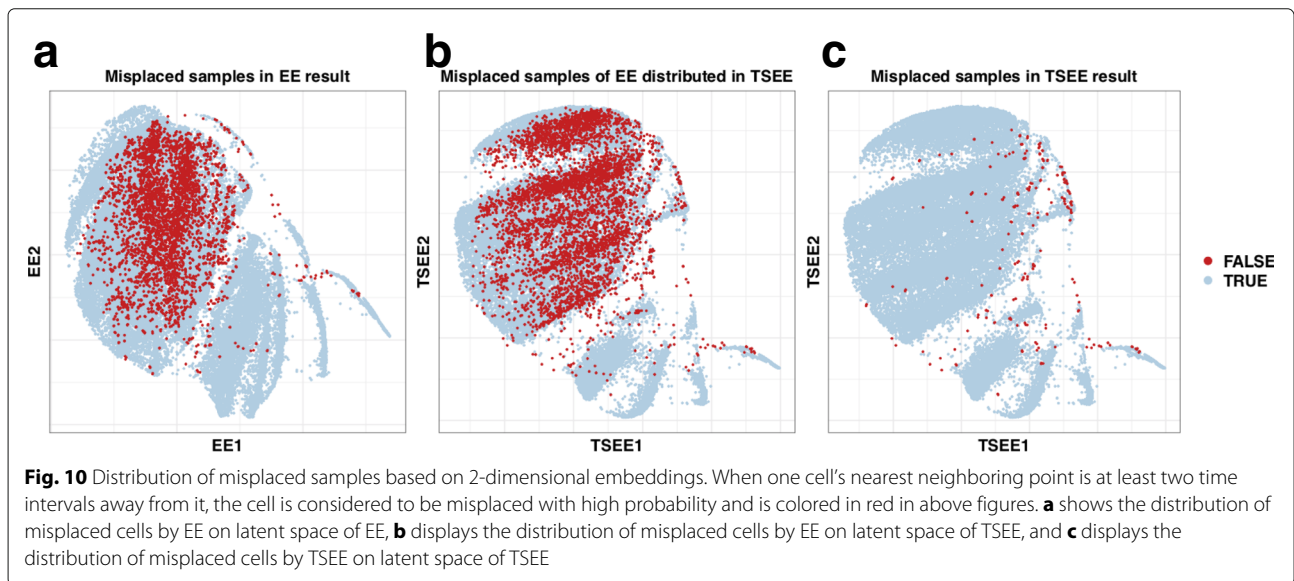 a
Misplaced samples in EE result
EE2
EE1
b
Misplaced samples of EE distributed in TSEE
TSEE2
TSEE1
c
Misplaced samples in TSEE result
TSEE2
TSEE1
FALSE
TRUE
Fig. 10 Distribution of misplaced samples based on 2-dimensional embeddings. When one cell's nearest neighboring point is at least two time
intervals away from it, the cell is considered to be misplaced with high probability and is colored in red in above figures. a shows the distribution of
misplaced cells by EE on latent space of EE, b displays the distribution of misplaced cells by EE on latent space of TSEE, and c displays the
distribution of misplaced cells by TSEE on latent space of TSEE